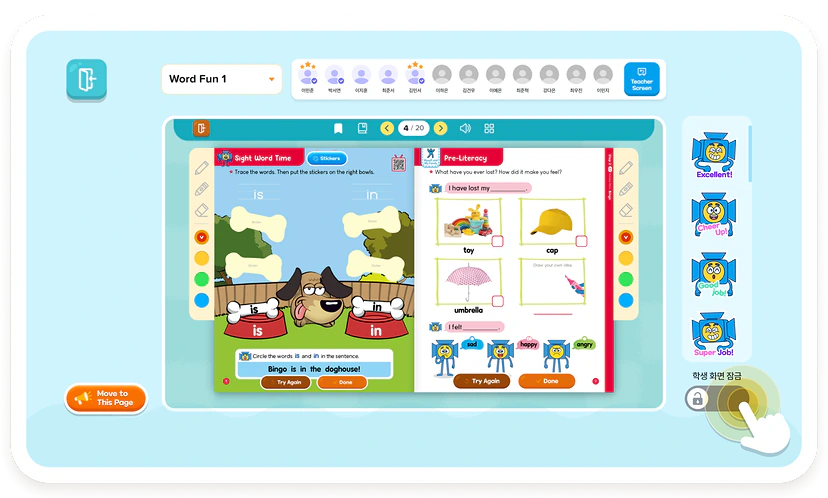 Word Fun 1
이민준
박서연
이지훈
최준서
김민서
이하은
김건우
이예은
최준혁
강다은
최우진
이민지
Teacher
Screen
4 / 20
Sight Word Time
Stickers
Trace the words. Then put the stickers on the right bowls.
is
in
is
in
is
in
Circle the words is and in in the sentence.
Bingo is in the doghouse!
Try Again
Done
Pre-Literacy
What have you ever lost? How did it make you feel?
I have lost my
toy
cap
umbrella
Draw your own idea.
I felt
sad
happy
angry
Try Again
Done
Excellent!
Cheer
Up!
Good
job!
Super Job!
학생 화면 잠금
Move to
This Page